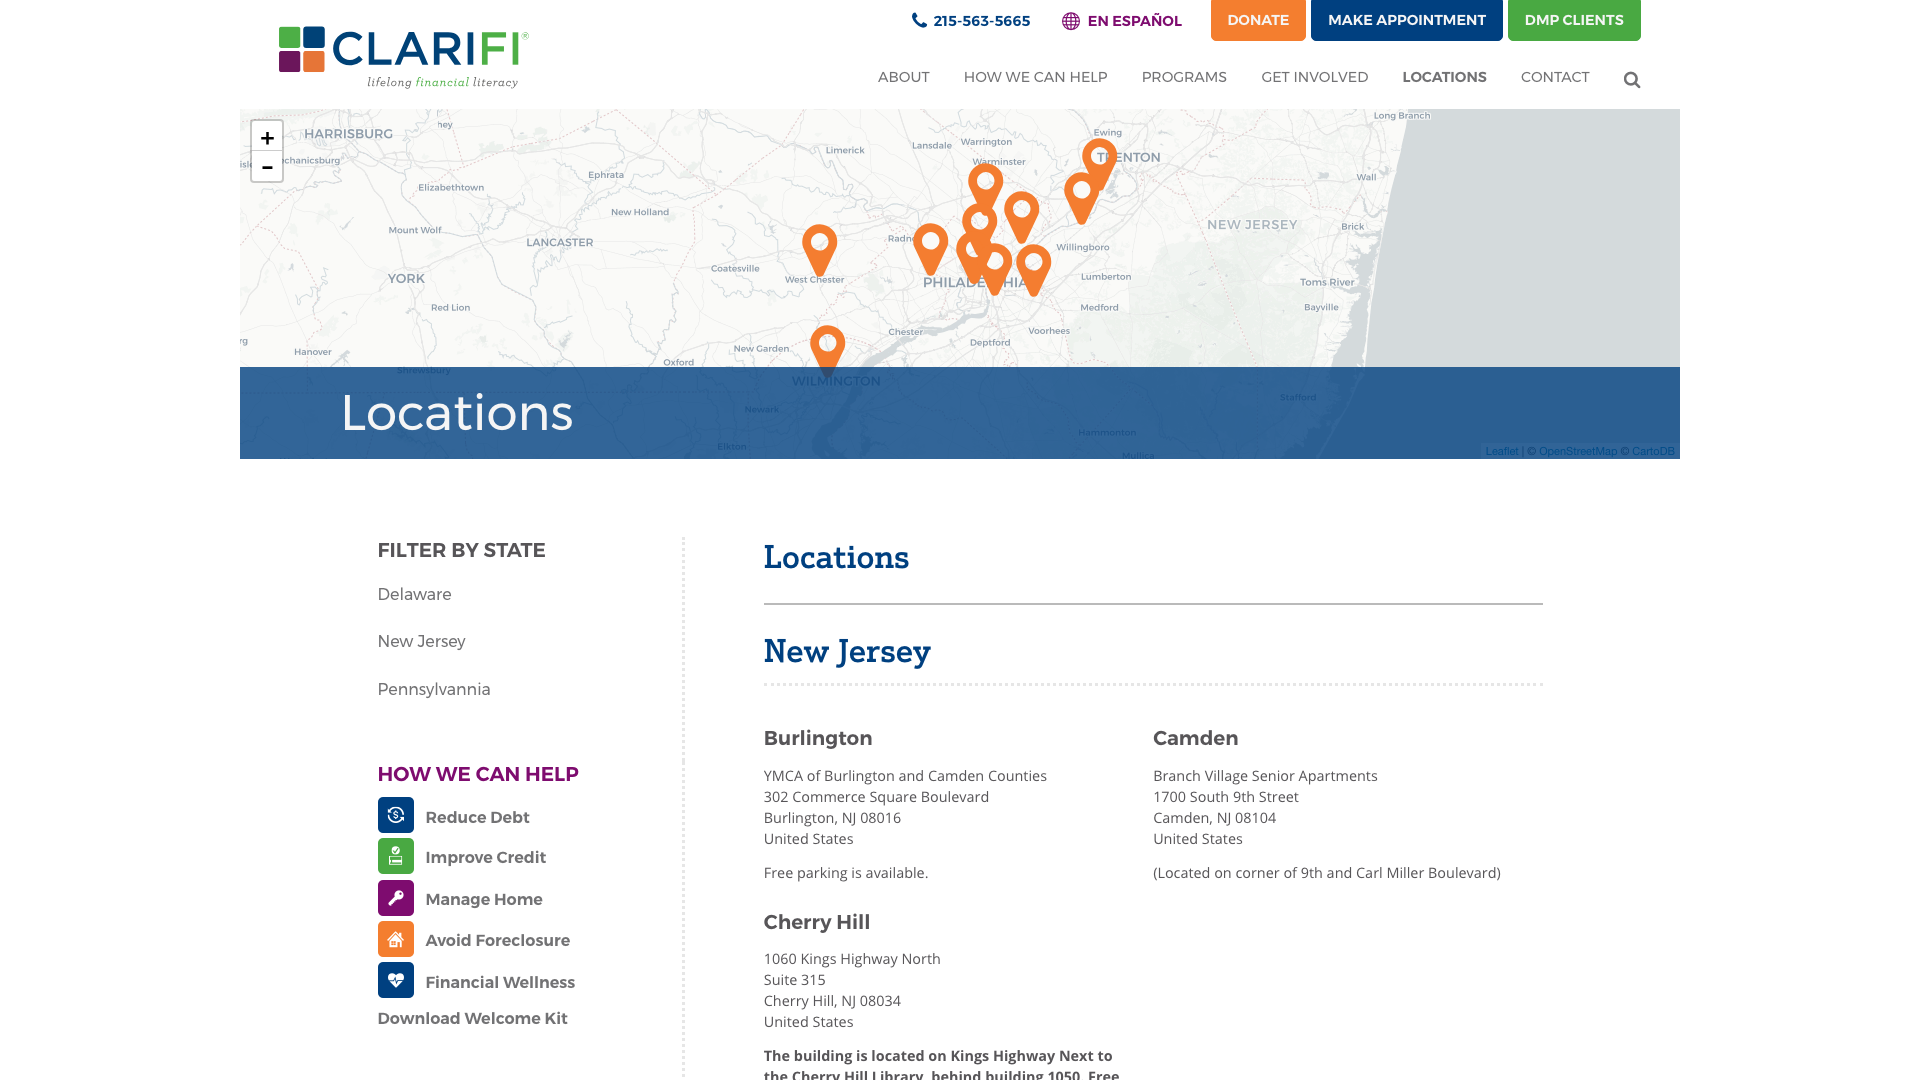 215-563-5665
EN ESPAÑOL
DONATE
MAKE APPOINTMENT
DMP CLIENTS
CLARIFI®
lifelong financial literacy
ABOUT
HOW WE CAN HELP
PROGRAMS
GET INVOLVED
LOCATIONS
CONTACT
+
-
HARRISBURG
Elizabethtown
Ephrata
New Holland
Mount Wolf
LANCASTER
YORK
Red Lion
Hanover
Shrewsbury
Coatesville
West Chester
New Garden
Oxford
Limerick
Lansdale
Warrington
Warminster
Ewing
Long Branch
Wall
NEW JERSEY
Brick
Willingboro
Lumberton
Toms River
Medford
Bayville
Voorhees
Chester
Deptford
WILMINGTON
Newark
Elkton
Hammonton
Stafford
Locations
Leaflet | © OpenStreetMap © CartoDB
FILTER BY STATE
Delaware
New Jersey
Pennsylvannia
HOW WE CAN HELP
Reduce Debt
Improve Credit
Manage Home
Avoid Foreclosure
Financial Wellness
Download Welcome Kit
Locations
New Jersey
Burlington
YMCA of Burlington and Camden Counties
302 Commerce Square Boulevard
Burlington, NJ 08016
United States
Free parking is available.
Camden
Branch Village Senior Apartments
1700 South 9th Street
Camden, NJ 08104
United States
(Located on corner of 9th and Carl Miller Boulevard)
Cherry Hill
1060 Kings Highway North
Suite 315
Cherry Hill, NJ 08034
United States
The building is located on Kings Highway Next to
the Cherry Hill Library, behind building 1050. Free